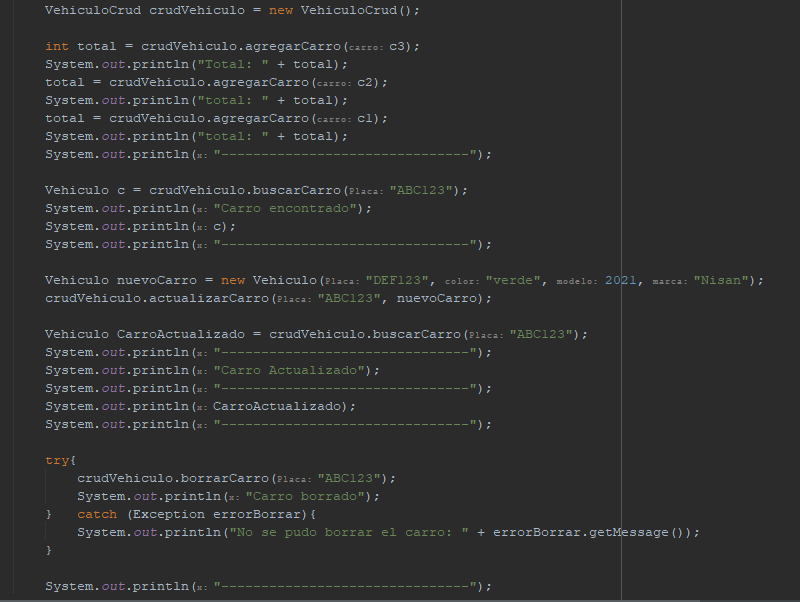 VehiculoCrud crudVehiculo = new VehiculoCrud();
int total = crudVehiculo.agregarCarro(carro: c3);
System.out.println("Total: " + total);
total = crudVehiculo.agregarCarro(carro: c2);
System.out.println("total: " + total);
total = crudVehiculo.agregarCarro(carro: c1);
System.out.println("total: " + total);
System.out.println(x: "-------------------------------");
Vehiculo c = crudVehiculo.buscarCarro(Placa: "ABC123");
System.out.println(x: "Carro encontrado");
System.out.println(x: c);
System.out.println(x: "-------------------------------");
Vehiculo nuevoCarro = new Vehiculo(Placa: "DEF123", color: "verde", modelo: 2021, marca: "Nisan");
crudVehiculo.actualizarCarro(Placa: "ABC123", nuevoCarro);
Vehiculo CarroActualizado = crudVehiculo.buscarCarro(Placa: "ABC123");
System.out.println(x: "-------------------------------");
System.out.println(x: "Carro Actualizado");
System.out.println(x: "-------------------------------");
System.out.println(x: CarroActualizado);
System.out.println(x: "-------------------------------");
try{
crudVehiculo.borrarCarro(Placa: "ABC123");
System.out.println(x: "Carro borrado");
} catch (Exception errorBorrar){
System.out.println("No se pudo borrar el carro: " + errorBorrar.getMessage());
}
System.out.println(x: "-------------------------------");